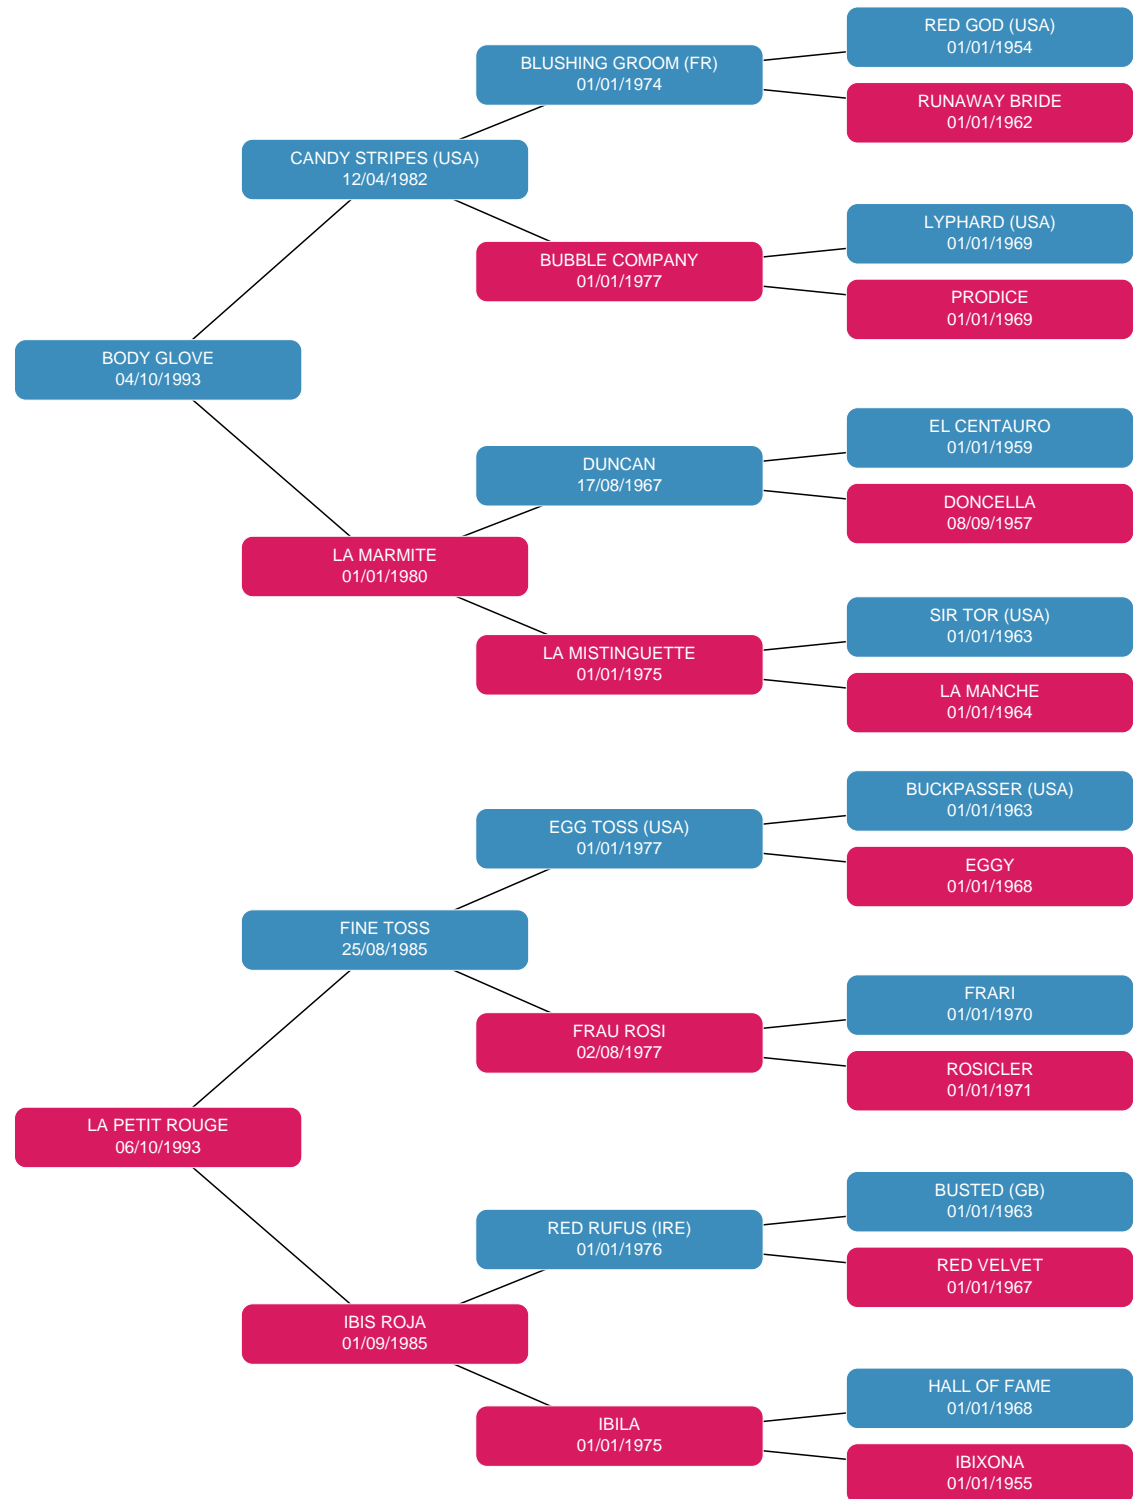 RED GOD (USA)
01/01/1954
BLUSHING GROOM (FR)
01/01/1974
RUNAWAY BRIDE
01/01/1962
CANDY STRIPES (USA)
12/04/1982
LYPHARD (USA)
01/01/1969
BUBBLE COMPANY
01/01/1977
PRODICE
01/01/1969
BODY GLOVE
04/10/1993
EL CENTAURO
01/01/1959
DUNCAN
17/08/1967
DONCELLA
08/09/1957
LA MARMITE
01/01/1980
SIR TOR (USA)
01/01/1963
LA MISTINGUETTE
01/01/1975
LA MANCHE
01/01/1964
BUCKPASSER (USA)
01/01/1963
EGG TOSS (USA)
01/01/1977
EGGY
01/01/1968
FINE TOSS
25/08/1985
FRARI
01/01/1970
FRAU ROSI
02/08/1977
ROSICLER
01/01/1971
LA PETIT ROUGE
06/10/1993
BUSTED (GB)
01/01/1963
RED RUFUS (IRE)
01/01/1976
RED VELVET
01/01/1967
IBIS ROJA
01/09/1985
HALL OF FAME
01/01/1968
IBILA
01/01/1975
IBIXONA
01/01/1955